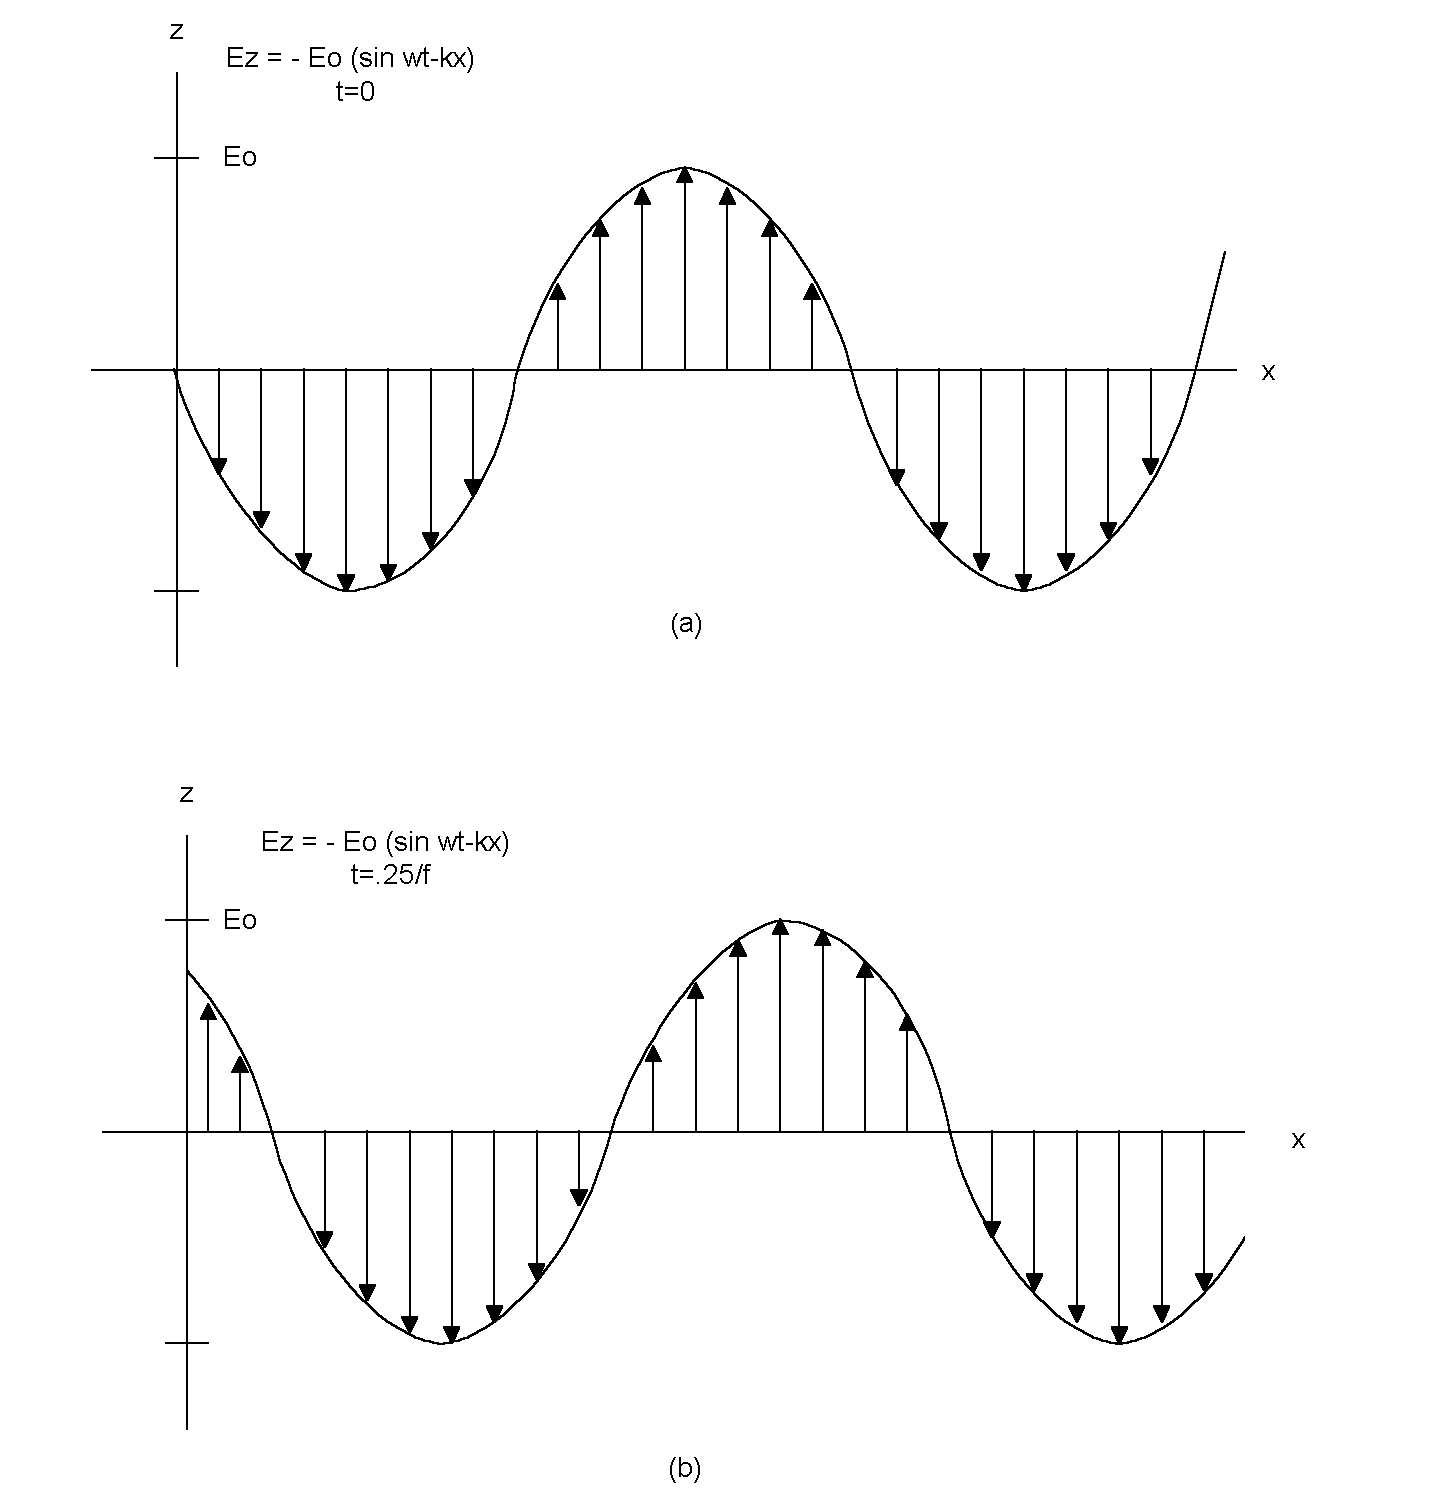 z
Ez = - Eo (sin wt-kx)
t=0
Eo
x
(a)
z
Ez = - Eo (sin wt-kx)
t=.25/f
Eo
x
(b)